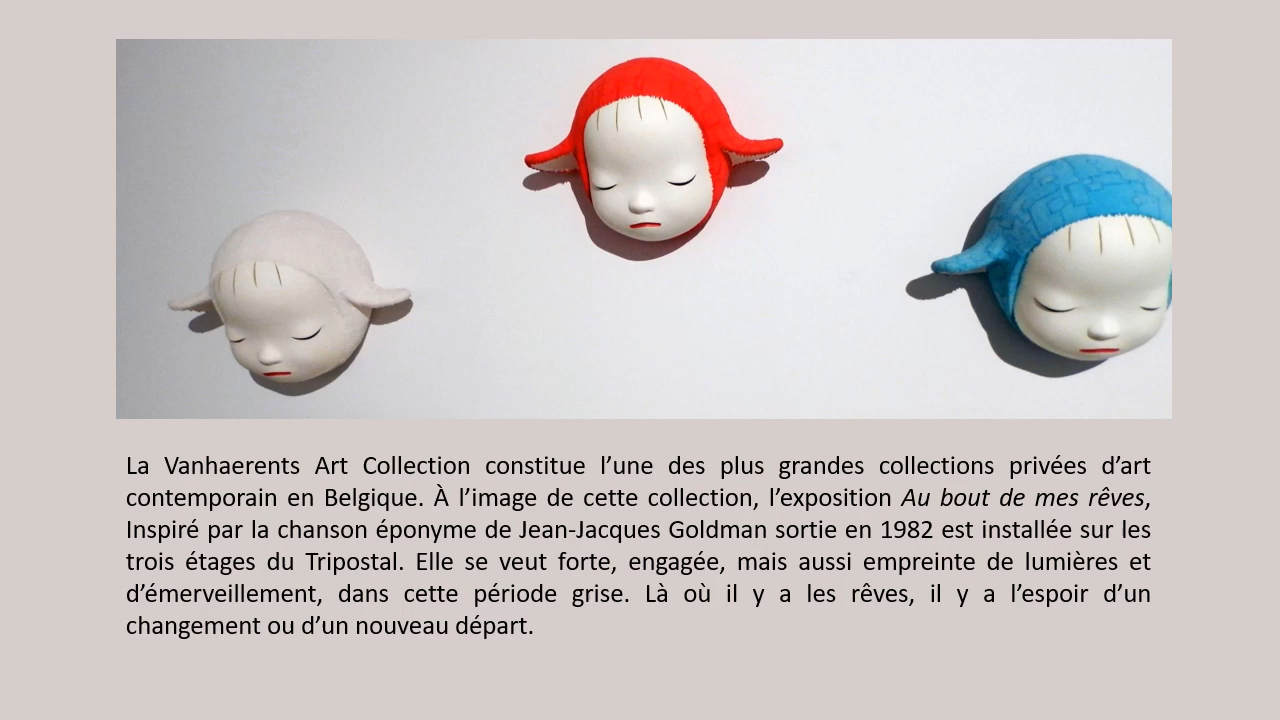 La Vanhaerents Art Collection constitue l’une des plus grandes collections privées d’art
contemporain en Belgique. À l’image de cette collection, l’exposition Au bout de mes rêves,
Inspiré par la chanson éponyme de Jean-Jacques Goldman sortie en 1982 est installée sur les
trois étages du Tripostal. Elle se veut forte, engagée, mais aussi empreinte de lumières et
d’émerveillement, dans cette période grise. Là où il y a les rêves, il y a l’espoir d’un
changement ou d’un nouveau départ.